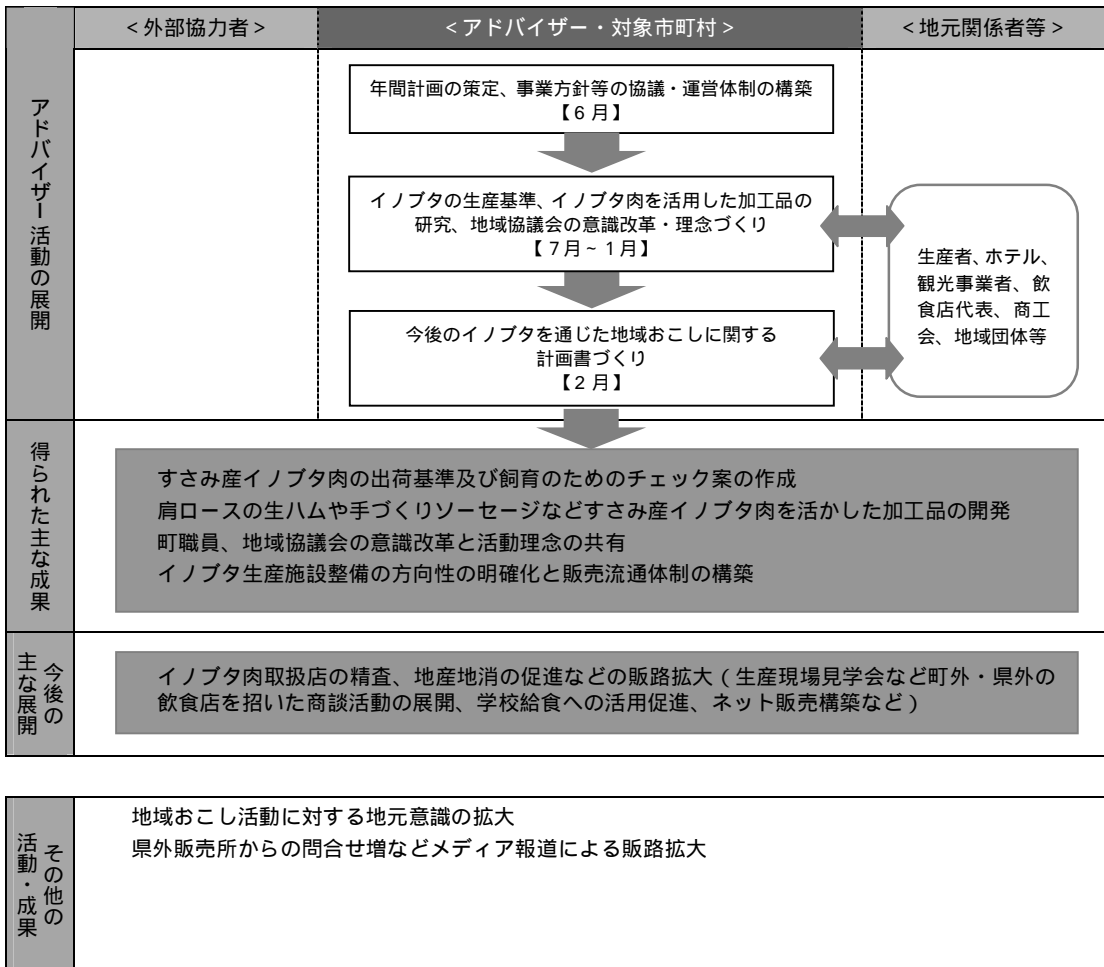 ＜外部協力者＞
＜アドバイザー・対象市町村＞
＜地元関係者等＞
アドバイザー活動の展開
年間計画の策定、事業方針等の協議・運営体制の構築
【６月】
イノブタの生産基準、イノブタ肉を活用した加工品の
研究、地域協議会の意識改革・理念づくり
【７月～１月】
今後のイノブタを通じた地域おこしに関する
計画書づくり
【２月】
生産者、ホテル、
観光事業者、飲
食店代表、商工
会、地域団体等
得られた主な成果
すさみ産イノブタ肉の出荷基準及び飼育のためのチェック案の作成
肩ロースの生ハムや手づくりソーセージなどすさみ産イノブタ肉を活かした加工品の開発
町職員、地域協議会の意識改革と活動理念の共有
イノブタ生産施設整備の方向性の明確化と販売流通体制の構築
今後の
主な展開
イノブタ肉取扱店の精査、地産地消の促進などの販路拡大（生産現場見学会など町外・県外の
飲食店を招いた商談活動の展開、学校給食への活用促進、ネット販売構築など）
その他の
活動・成果
地域おこし活動に対する地元意識の拡大
県外販売所からの問合せ増などメディア報道による販路拡大